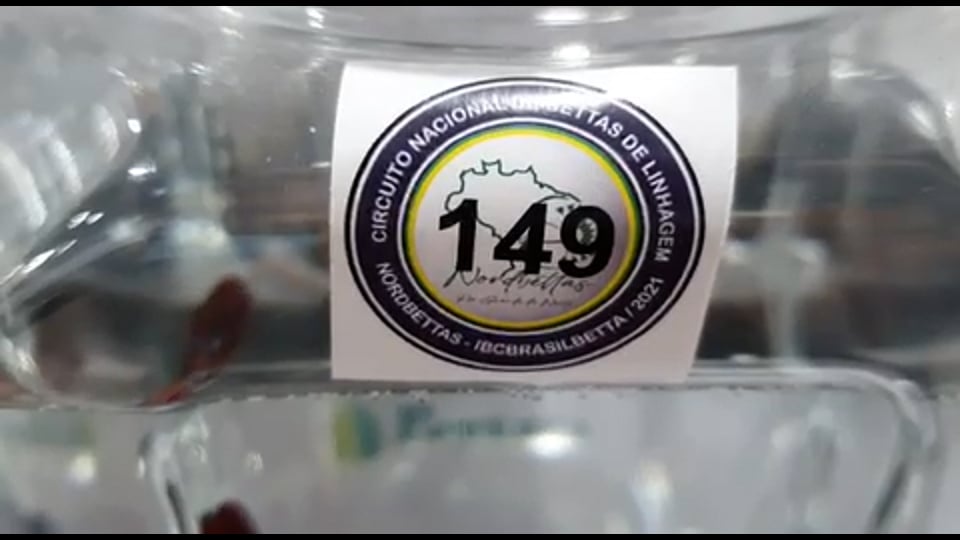 CIRCUITO NACIONAL DE BETTAS DE LINHAGEM
149
Nordbettas
NORDBETTAS - IBCBRASILBETTA / 2021